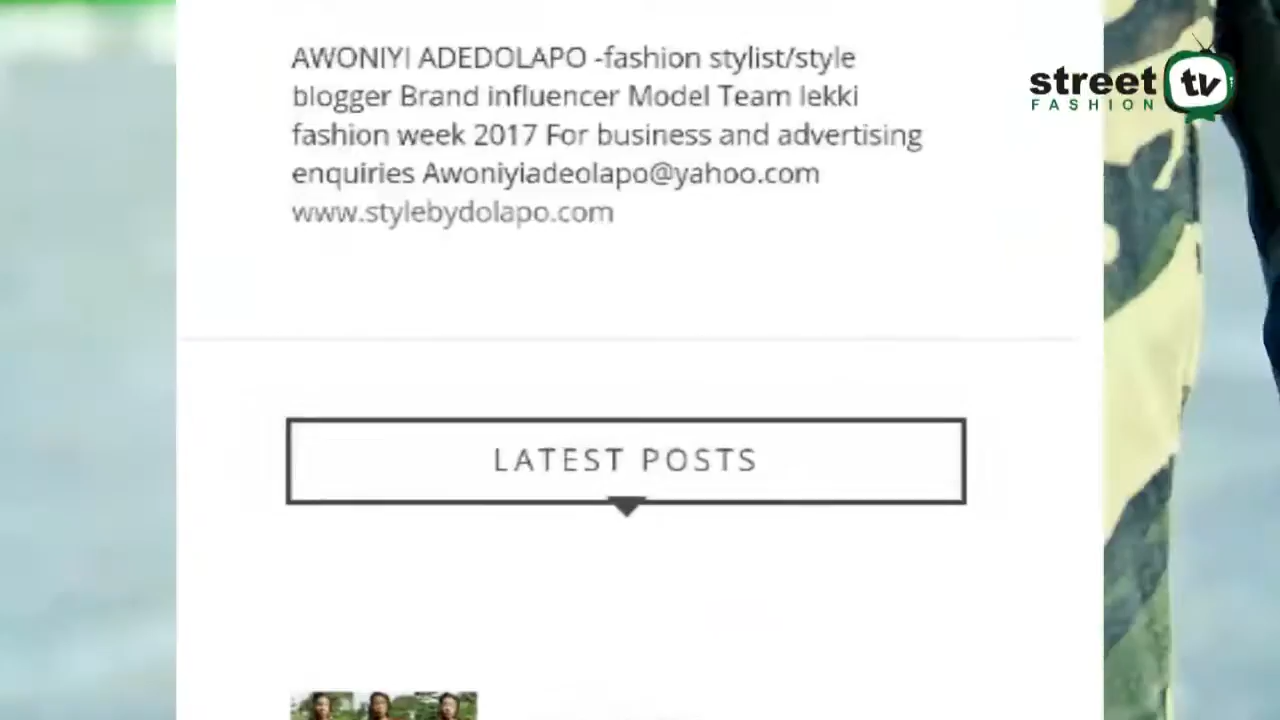 AWONIYI ADEDOLAPO -fashion stylist/style
blogger Brand influencer Model Team lekki
fashion week 2017 For business and advertising
enquiries Awoniyiadeolapo@yahoo.com
www.stylebydolapo.com
street tv
FASHION
LATEST POSTS